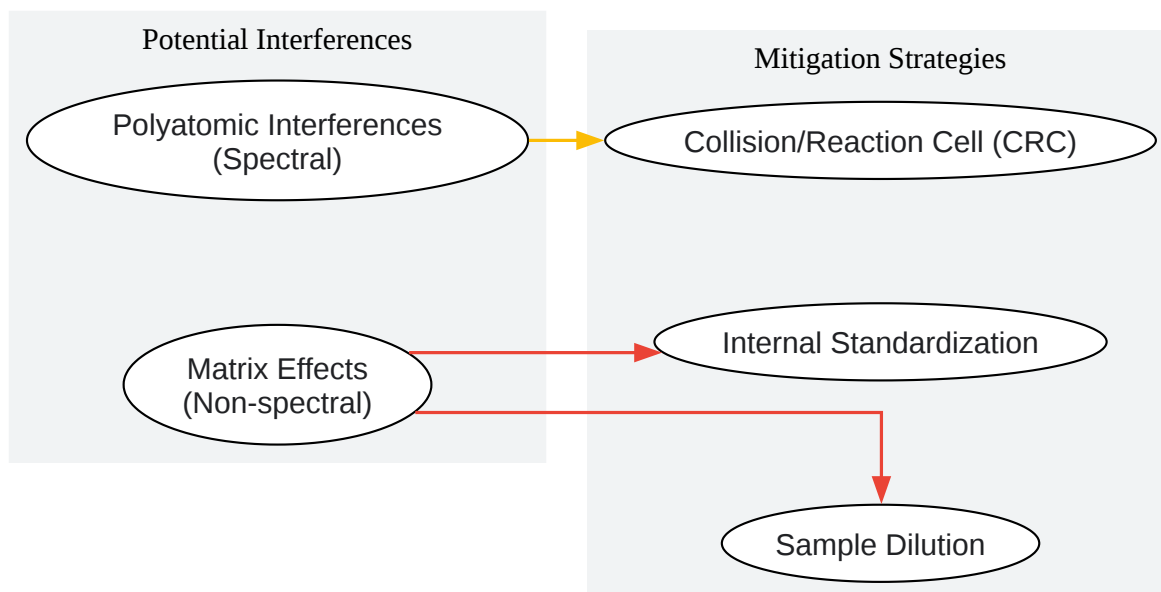 Potential Interferences
Polyatomic Interferences
(Spectral)
Matrix Effects
(Non-spectral)
Mitigation Strategies
Collision/Reaction Cell (CRC)
Internal Standardization
Sample Dilution